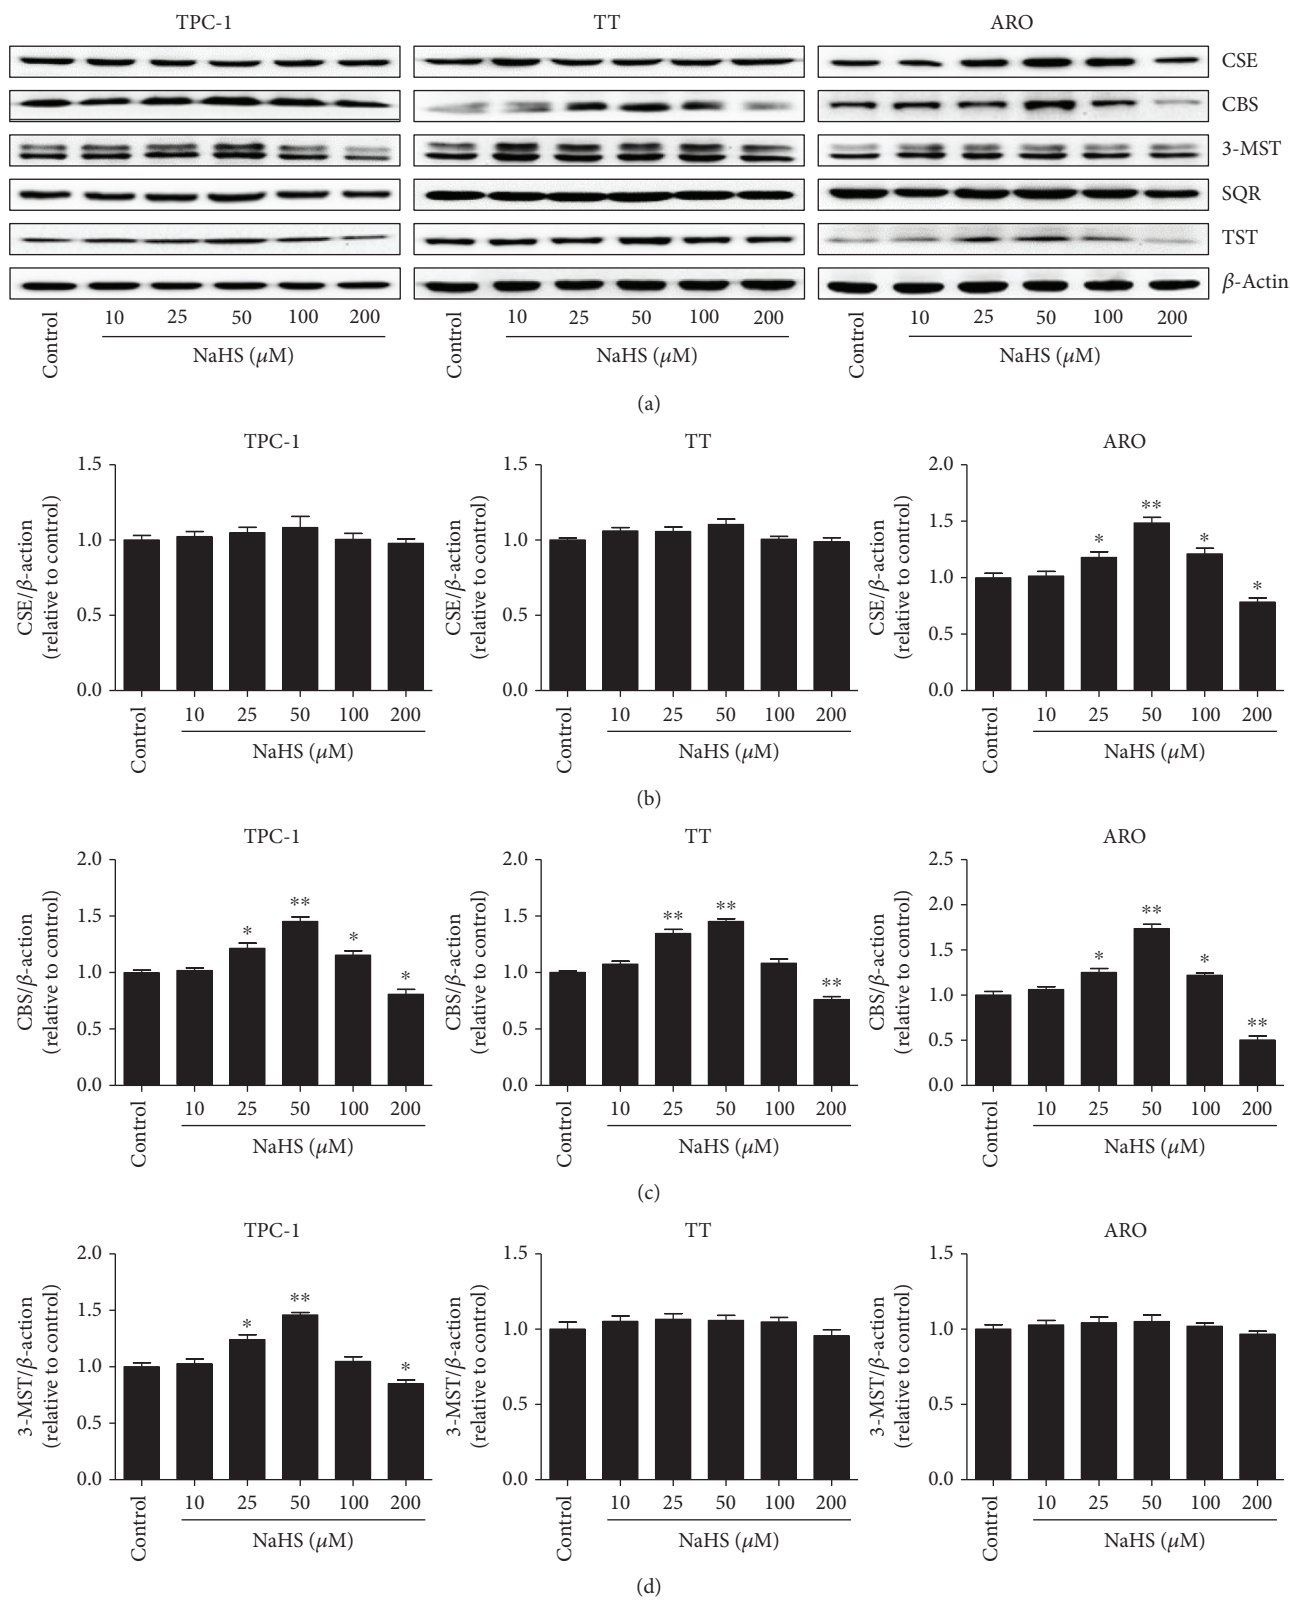 TPC-1 TT ARO
CSE
CBS
3-MST
SQR
TST
β-Actin
Control 10 25 50 100 200 Control 10 25 50 100 200 Control 10 25 50 100 200
NaHS (μM) NaHS (μM) NaHS (μM)
(a)
TPC-1
CSE/β-action
(relative to control)
1.5
1.0
0.5
0.0
Control 10 25 50 100 200
NaHS (μM)
TT
CSE/β-action
(relative to control)
1.5
1.0
0.5
0.0
Control 10 25 50 100 200
NaHS (μM)
ARO
CSE/β-action
(relative to control)
2.0
1.5
1.0
0.5
0.0
* ** * *
Control 10 25 50 100 200
NaHS (μM)
(b)
TPC-1
CBS/β-action
(relative to control)
2.0
1.5
1.0
0.5
0.0
* ** * *
Control 10 25 50 100 200
NaHS (μM)
TT
CBS/β-action
(relative to control)
2.0
1.5
1.0
0.5
0.0
** ** **
Control 10 25 50 100 200
NaHS (μM)
ARO
CBS/β-action
(relative to control)
2.5
2.0
1.5
1.0
0.5
0.0
* ** * **
Control 10 25 50 100 200
NaHS (μM)
(c)
TPC-1
3-MST/β-action
(relative to control)
2.0
1.5
1.0
0.5
0.0
* ** *
Control 10 25 50 100 200
NaHS (μM)
TT
3-MST/β-action
(relative to control)
1.5
1.0
0.5
0.0
Control 10 25 50 100 200
NaHS (μM)
ARO
3-MST/β-action
(relative to control)
1.5
1.0
0.5
0.0
Control 10 25 50 100 200
NaHS (μM)
(d)